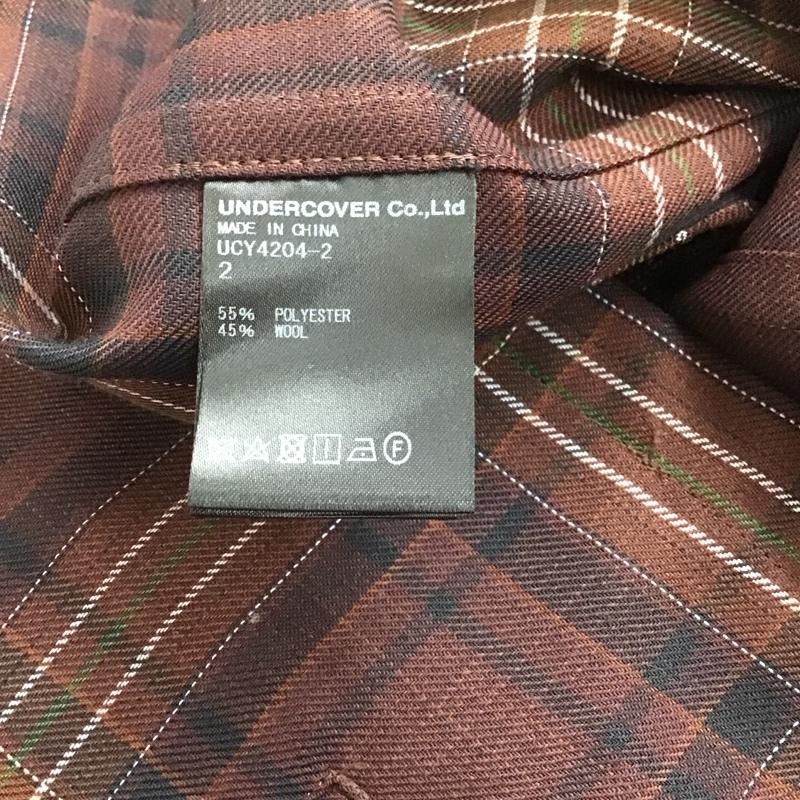 UNDERCOVER Co.,Ltd
MADE IN CHINA
UCY4204-2
2
55% POLYESTER
45% WOOL
F